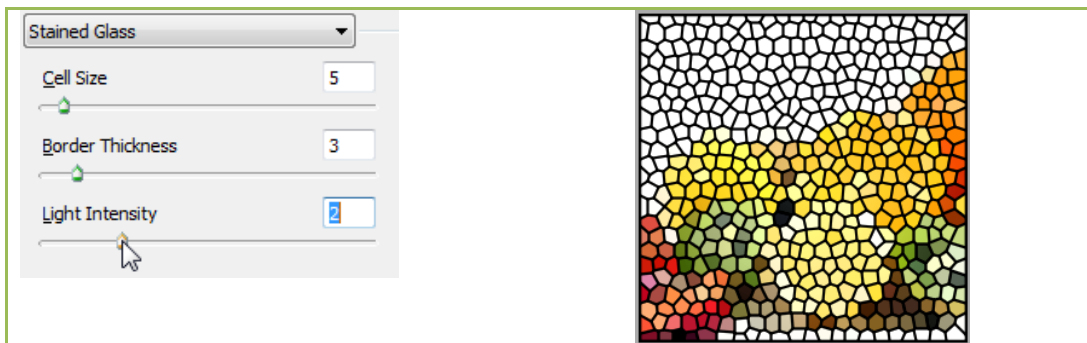 Stained Glass
Cell Size 5
Border Thickness 3
Light Intensity 2